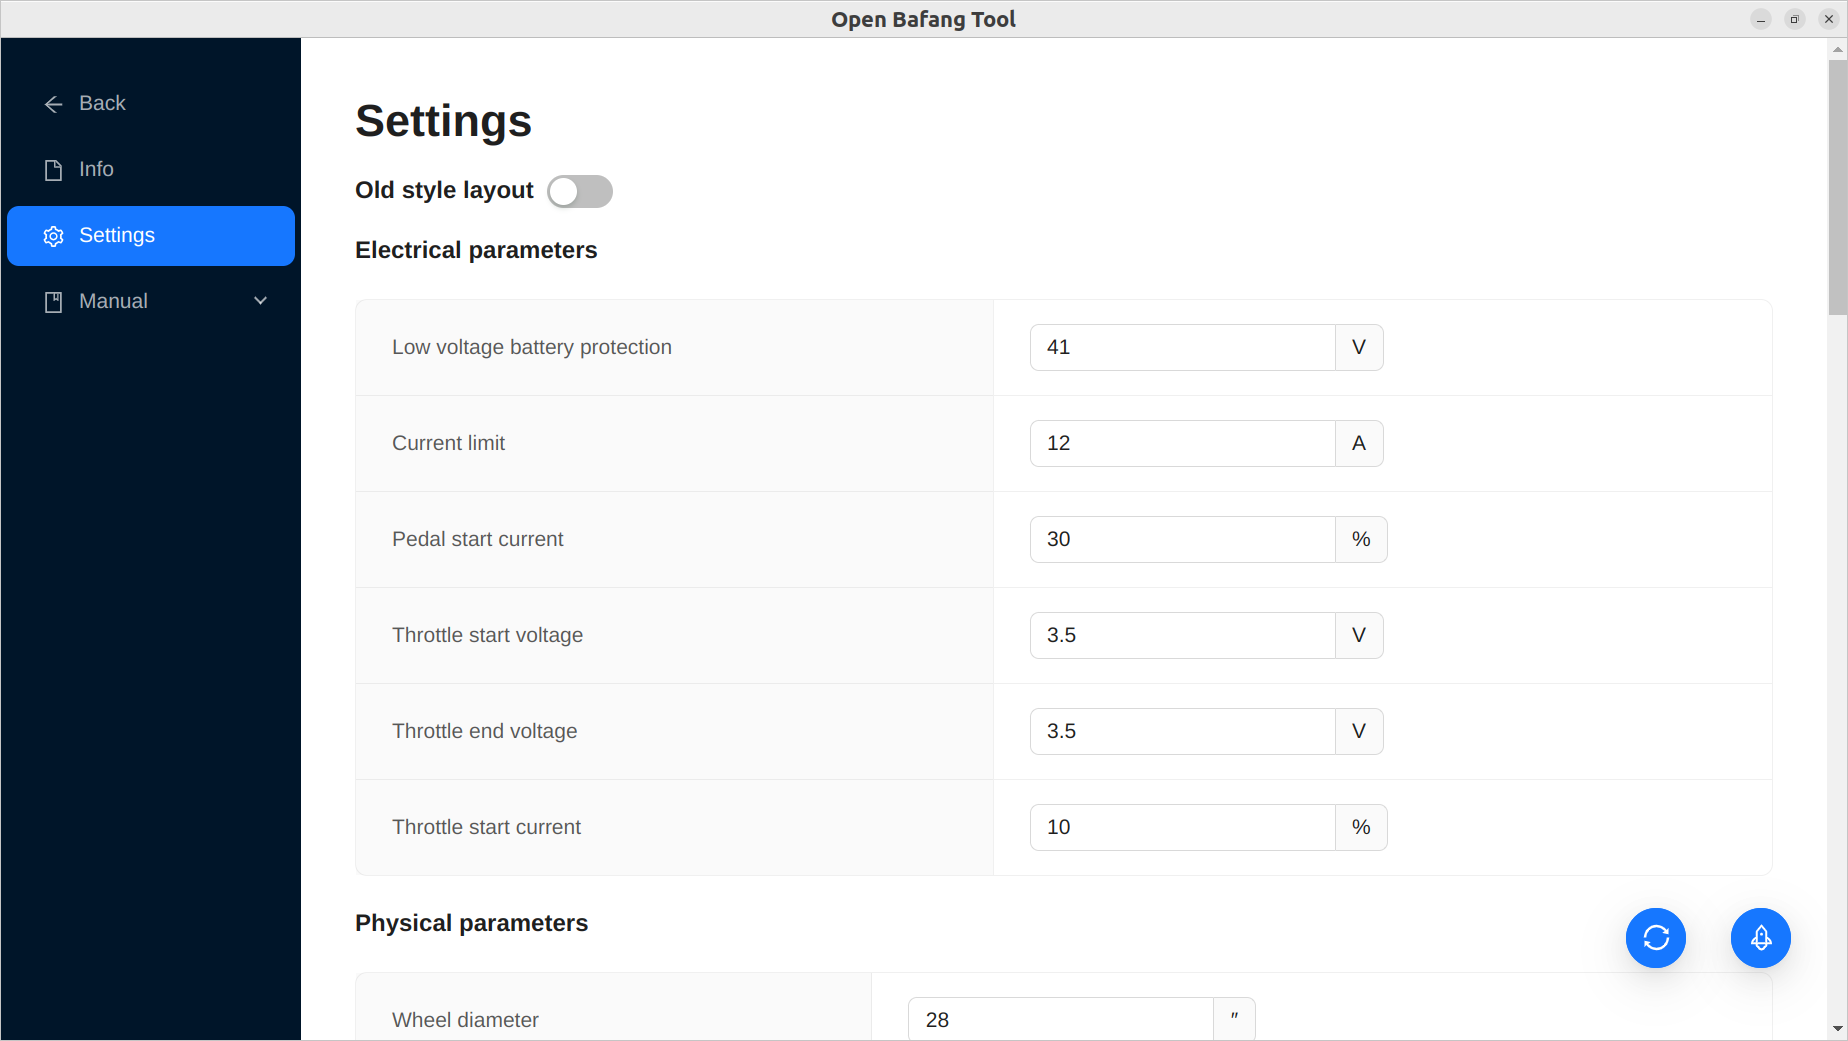 Open Bafang Tool
Back
Info
Settings
Manual
Settings
Old style layout
Electrical parameters
Low voltage battery protection 41 V
Current limit 12 A
Pedal start current 30 %
Throttle start voltage 3.5 V
Throttle end voltage 3.5 V
Throttle start current 10 %
Physical parameters
Wheel diameter 28 ″